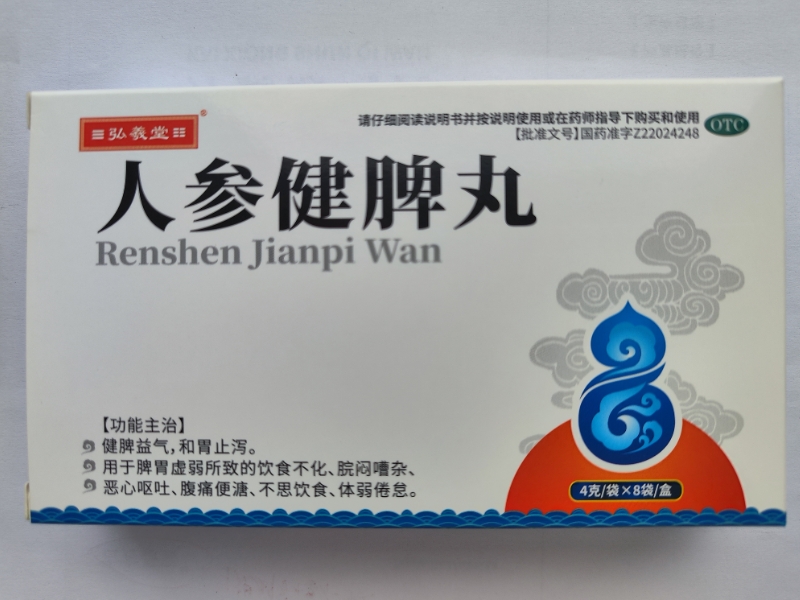 弘羲堂®
请仔细阅读说明书并按说明使用或在药师指导下购买和使用
【批准文号】国药准字Z22024248
OTC
人参健脾丸
Renshen Jianpi Wan
【功能主治】
健脾益气,和胃止泻。
用于脾胃虚弱所致的饮食不化、脘闷嘈杂、
恶心呕吐、腹痛便溏、不思饮食、体弱倦怠。
4克/袋×8袋/盒